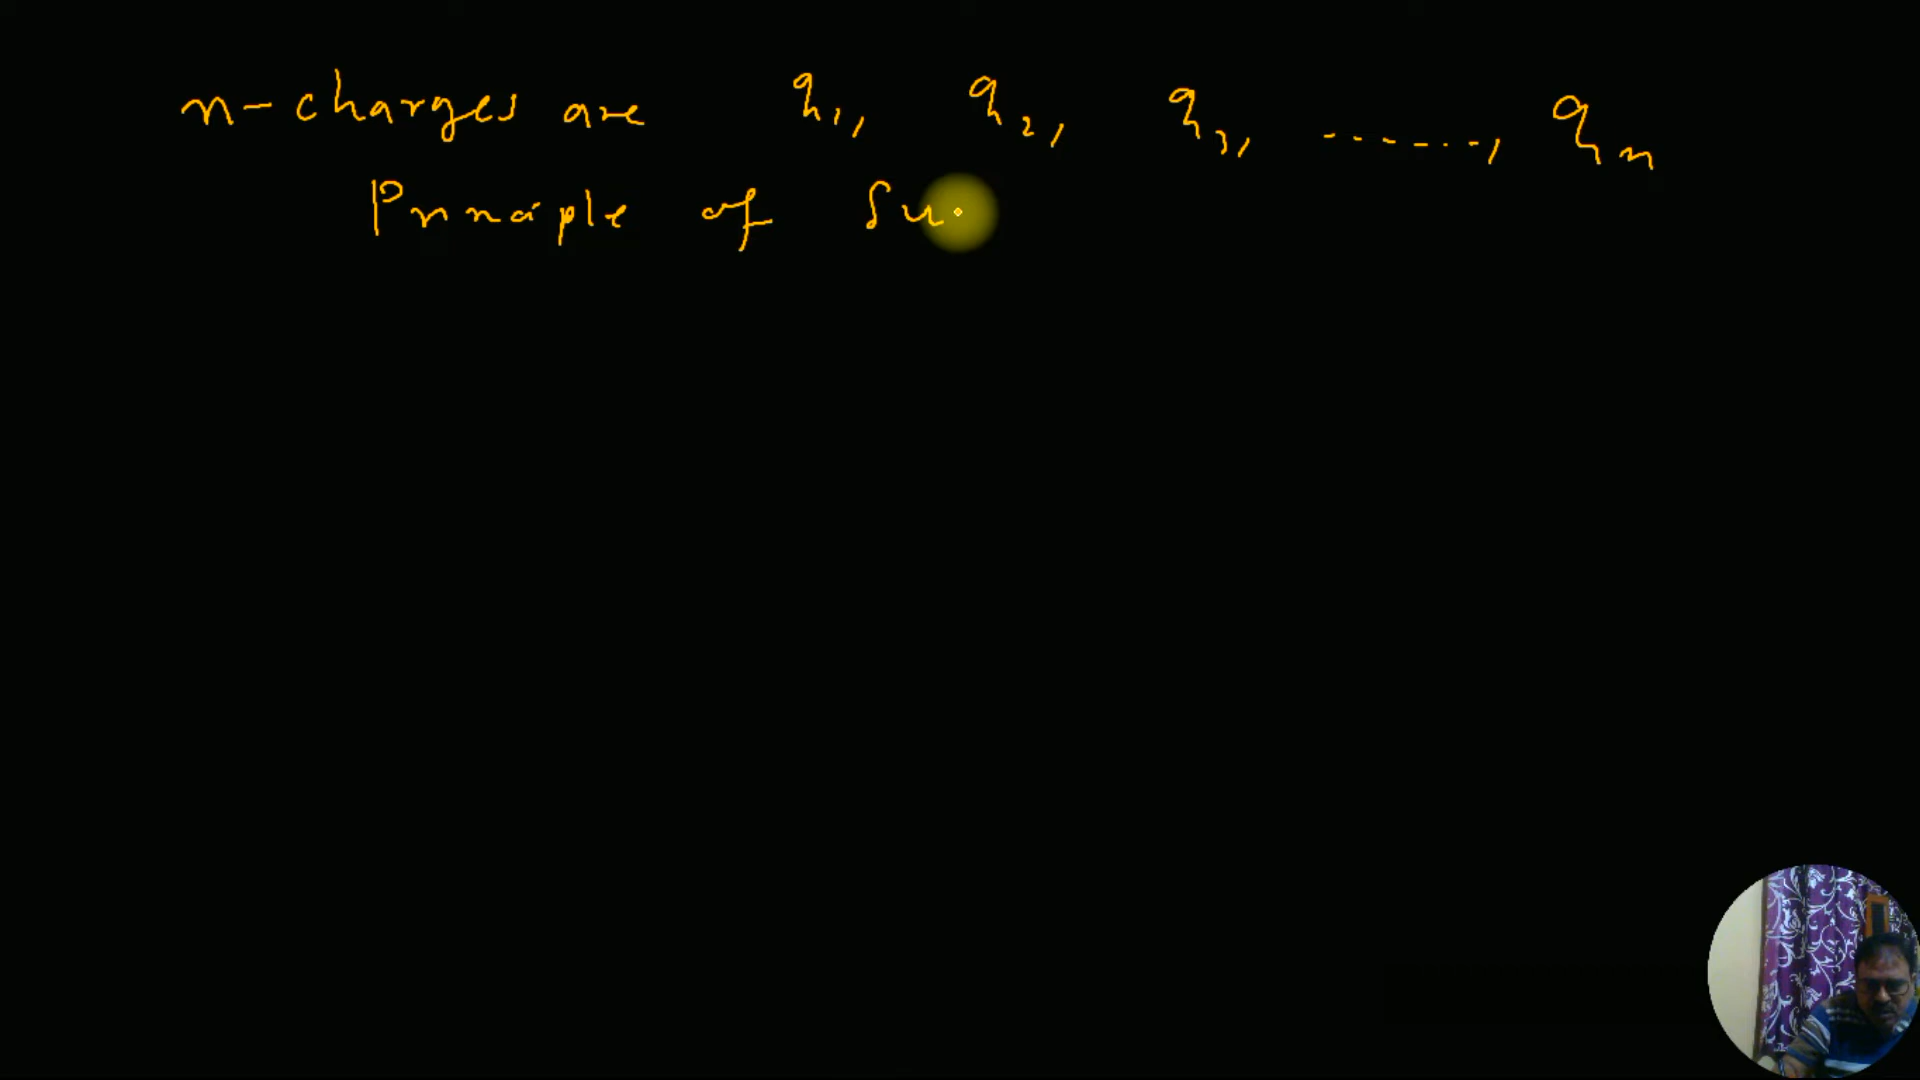 n-charges are q1, q2, q3, ......, qn
Principle of Su